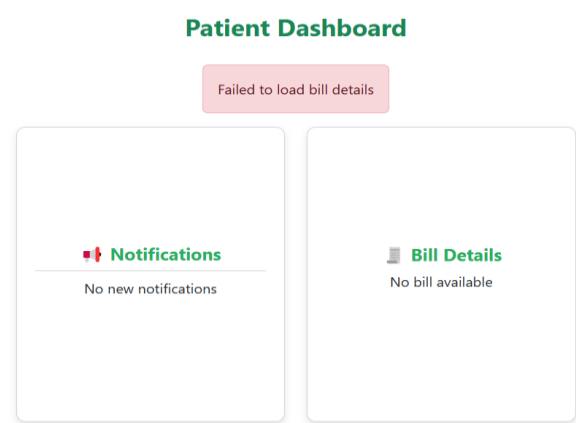 Patient Dashboard
Failed to load bill details
Notifications
No new notifications
Bill Details
No bill available